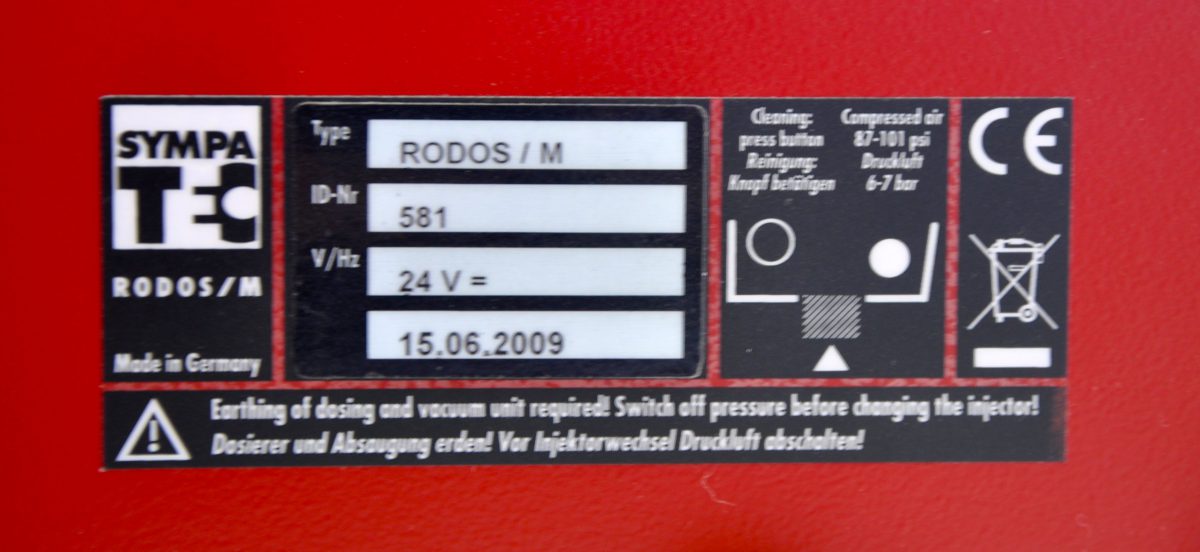 SYMPA
TEC
RODOS/M
Made in Germany
Type RODOS / M
ID-Nr 581
V/Hz 24 V =
15.06.2009
Cleaning:
press button
Reinigung:
Knopf betätigen
Compressed air
87-101 psi
Druckluft
6-7 bar
CE
Earthing of dosing and vacuum unit required! Switch off pressure before changing the injector!
Dosierer und Absaugung erden! Vor Injektorwechsel Druckluft abschalten!